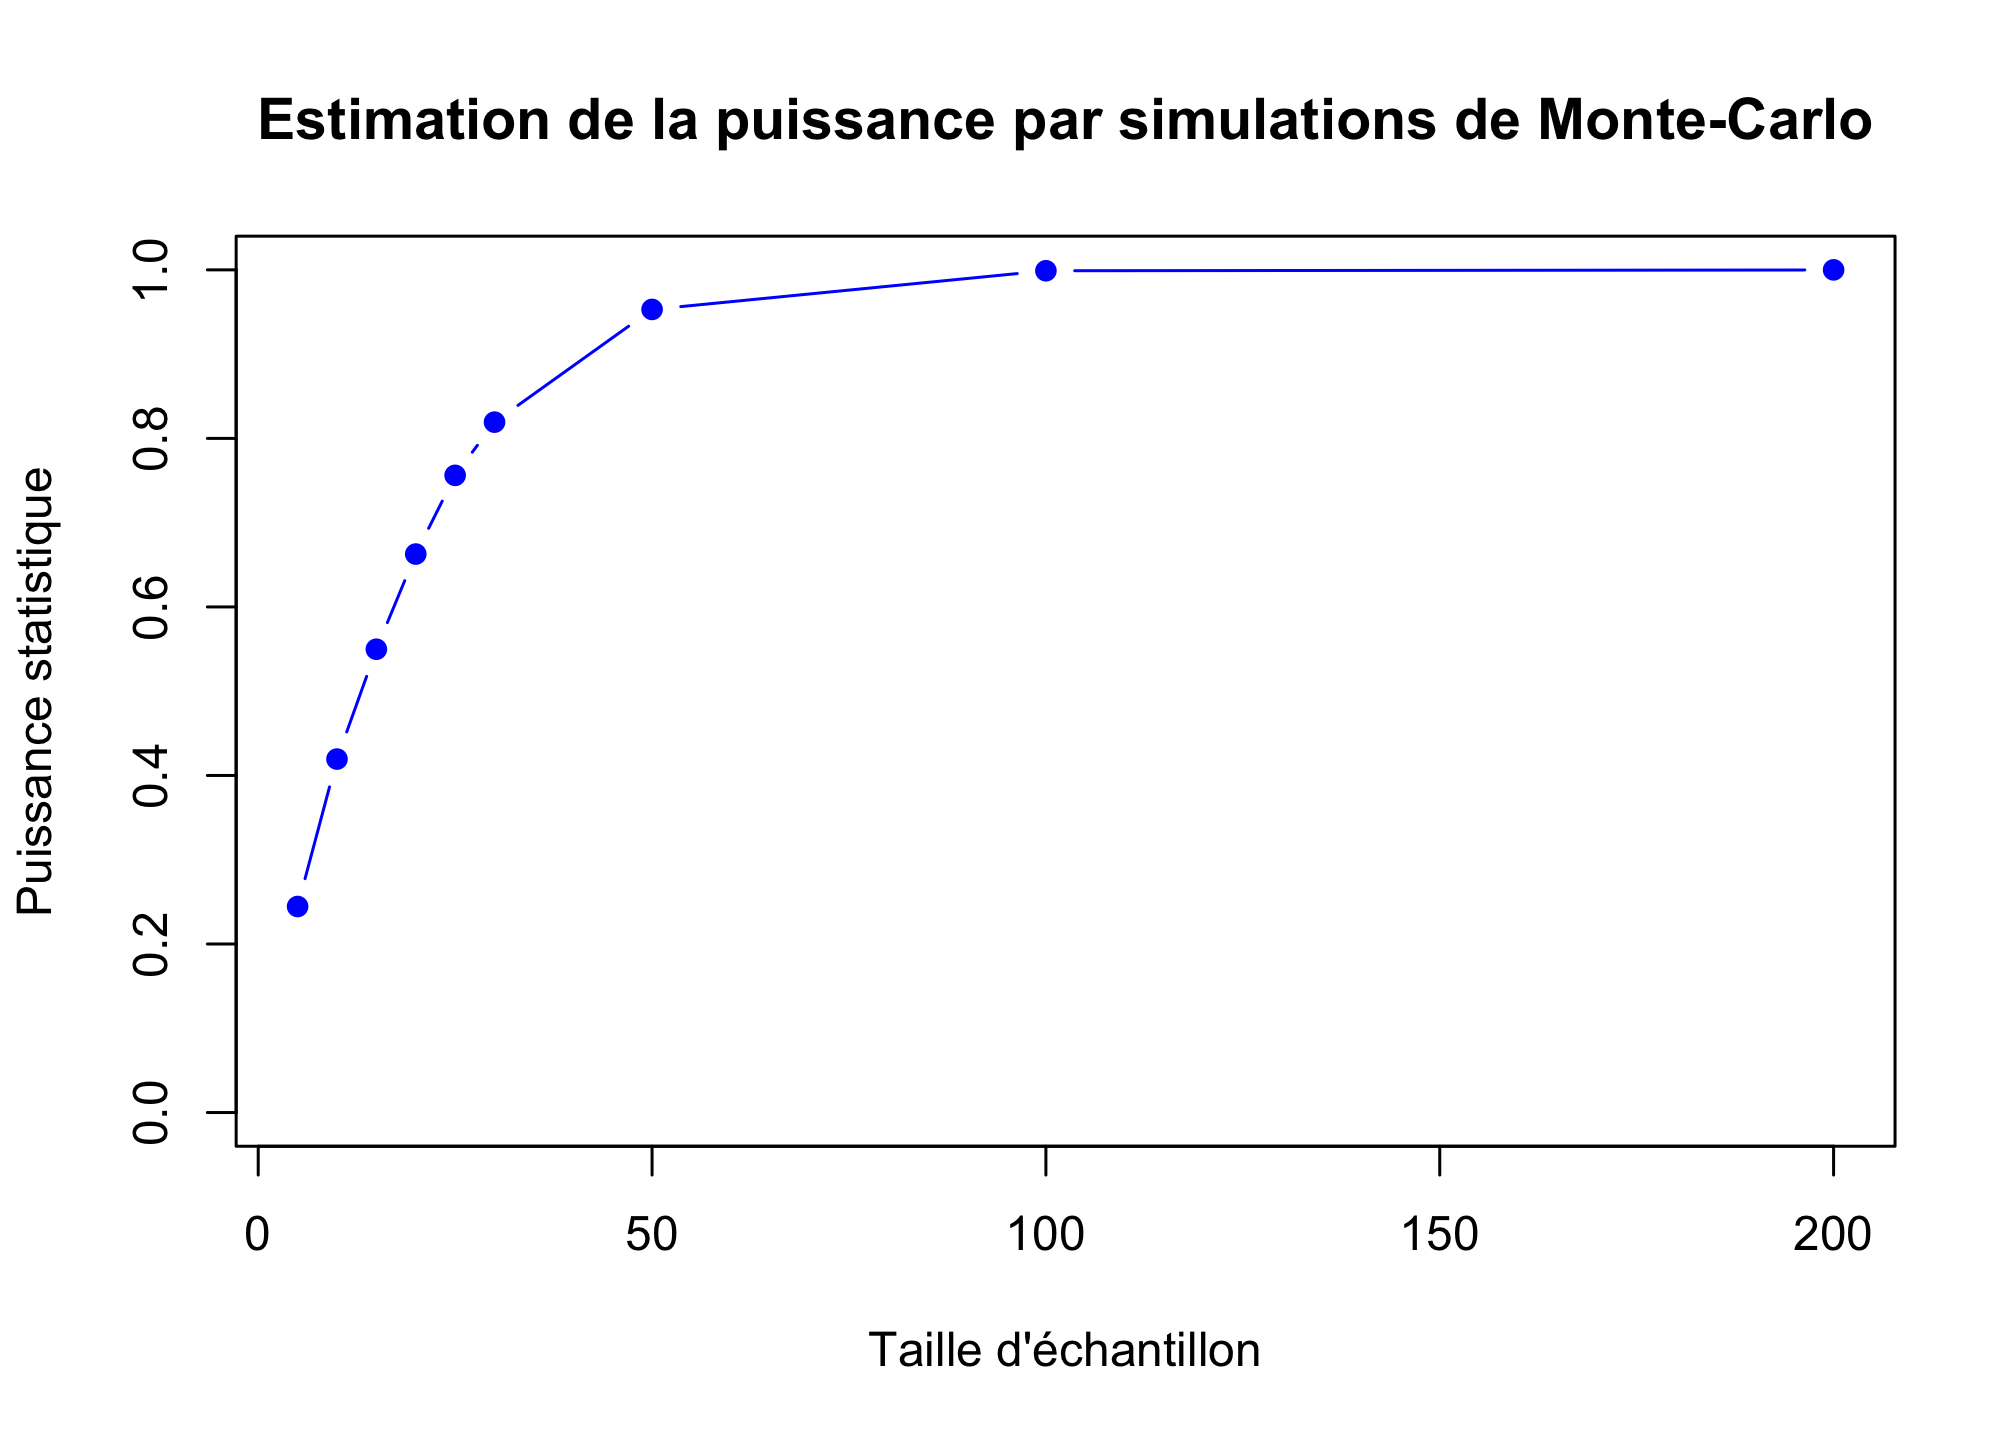 Estimation de la puissance par simulations de Monte-Carlo
Puissance statistique
1.0
0.8
0.6
0.4
0.2
0.0
0 50 100 150 200
Taille d'échantillon